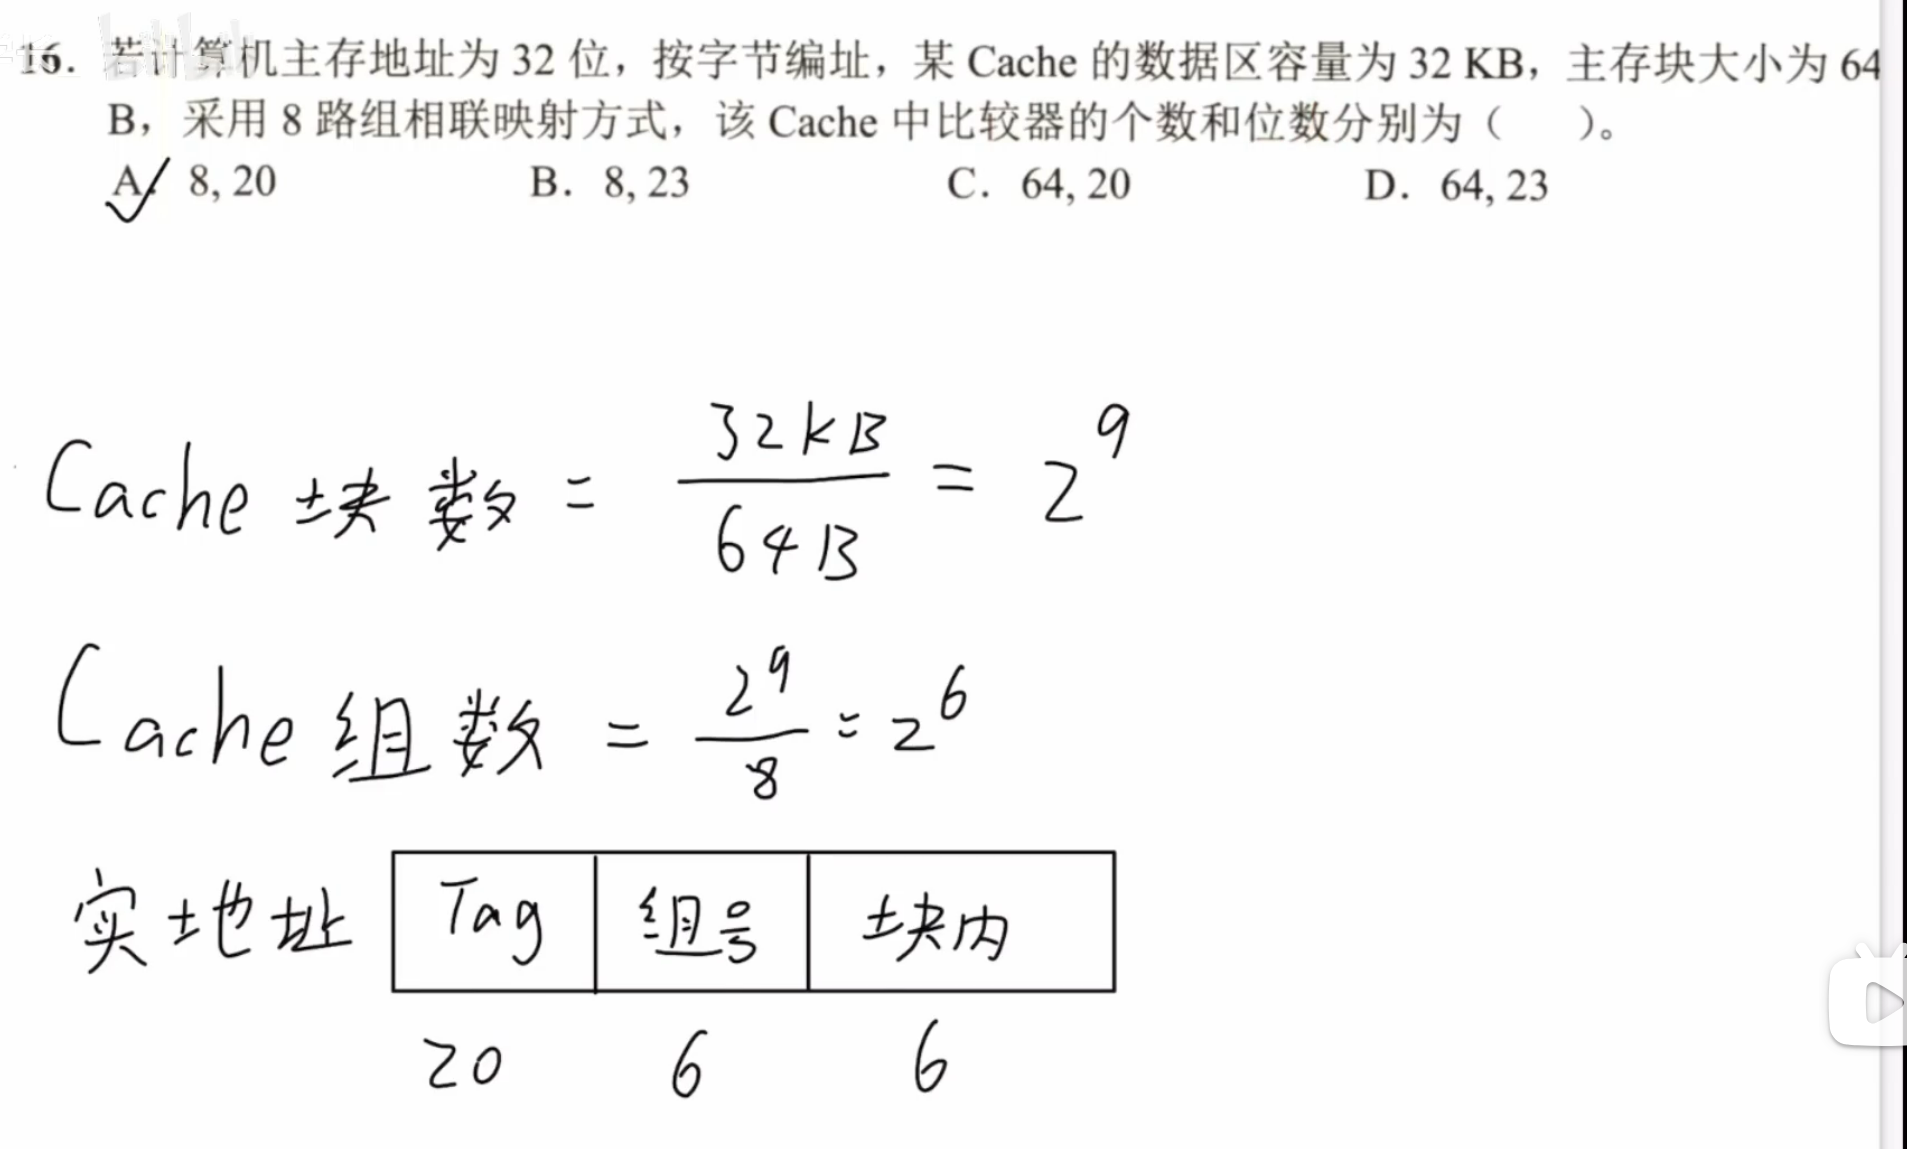 16. 若计算机主存地址为 32 位，按字节编址，某 Cache 的数据区容量为 32 KB，主存块大小为 64
B，采用 8 路组相联映射方式，该 Cache 中比较器的个数和位数分别为（ ）。
A. 8, 20 B. 8, 23 C. 64, 20 D. 64, 23
Cache 块数 = 32KB / 64B = 2^9
Cache 组数 = 2^9 / 8 = 2^6
实地址 Tag 组号 块内
20 6 6